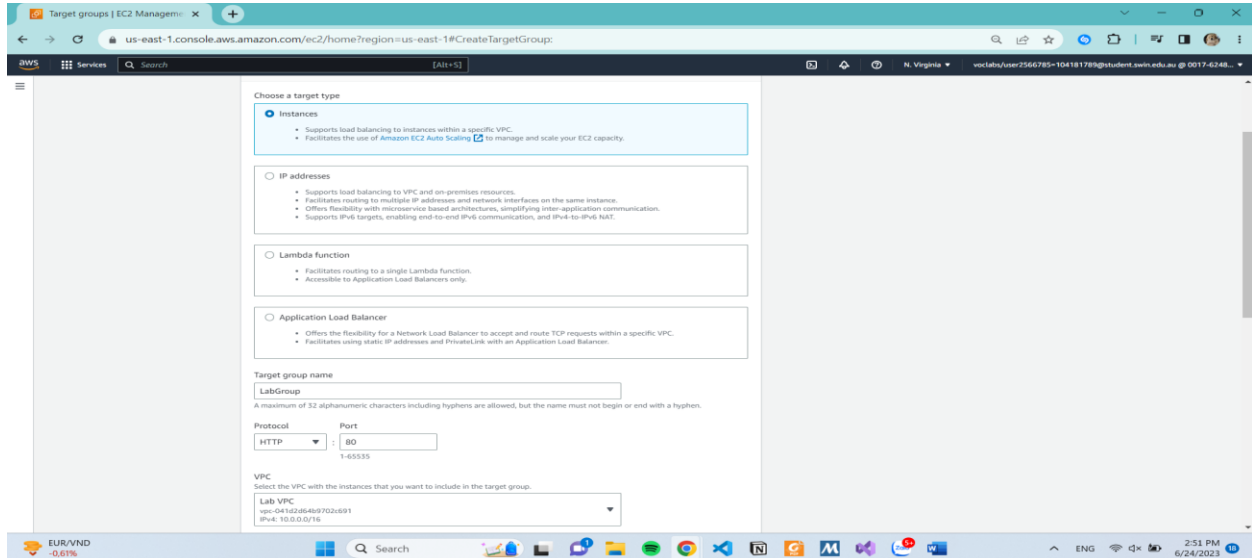 Target groups | EC2 Manageme
us-east-1.console.aws.amazon.com/ec2/home?region=us-east-1#CreateTargetGroup:
aws Services Search [Alt+S] N. Virginia voclabs/user2566785=104181789@student.swin.edu.au @ 0017-6248...
Choose a target type
Instances
Supports load balancing to instances within a specific VPC.
Facilitates the use of Amazon EC2 Auto Scaling to manage and scale your EC2 capacity.
IP addresses
Supports load balancing to VPC and on-premises resources.
Facilitates routing to multiple IP addresses and network interfaces on the same instance.
Offers flexibility with microservice based architectures, simplifying inter-application communication.
Supports IPv6 targets, enabling end-to-end IPv6 communication, and IPv4-to-IPv6 NAT.
Lambda function
Facilitates routing to a single Lambda function.
Accessible to Application Load Balancers only.
Application Load Balancer
Offers the flexibility for a Network Load Balancer to accept and route TCP requests within a specific VPC.
Facilitates using static IP addresses and PrivateLink with an Application Load Balancer.
Target group name
LabGroup
A maximum of 32 alphanumeric characters including hyphens are allowed, but the name must not begin or end with a hyphen.
Protocol Port
HTTP : 80
1-65535
VPC
Select the VPC with the instances that you want to include in the target group.
Lab VPC
vpc-041d2d64b9702c691
IPv4: 10.0.0.0/16
EUR/VND
-0,61%
Search
ENG
2:51 PM
6/24/2023